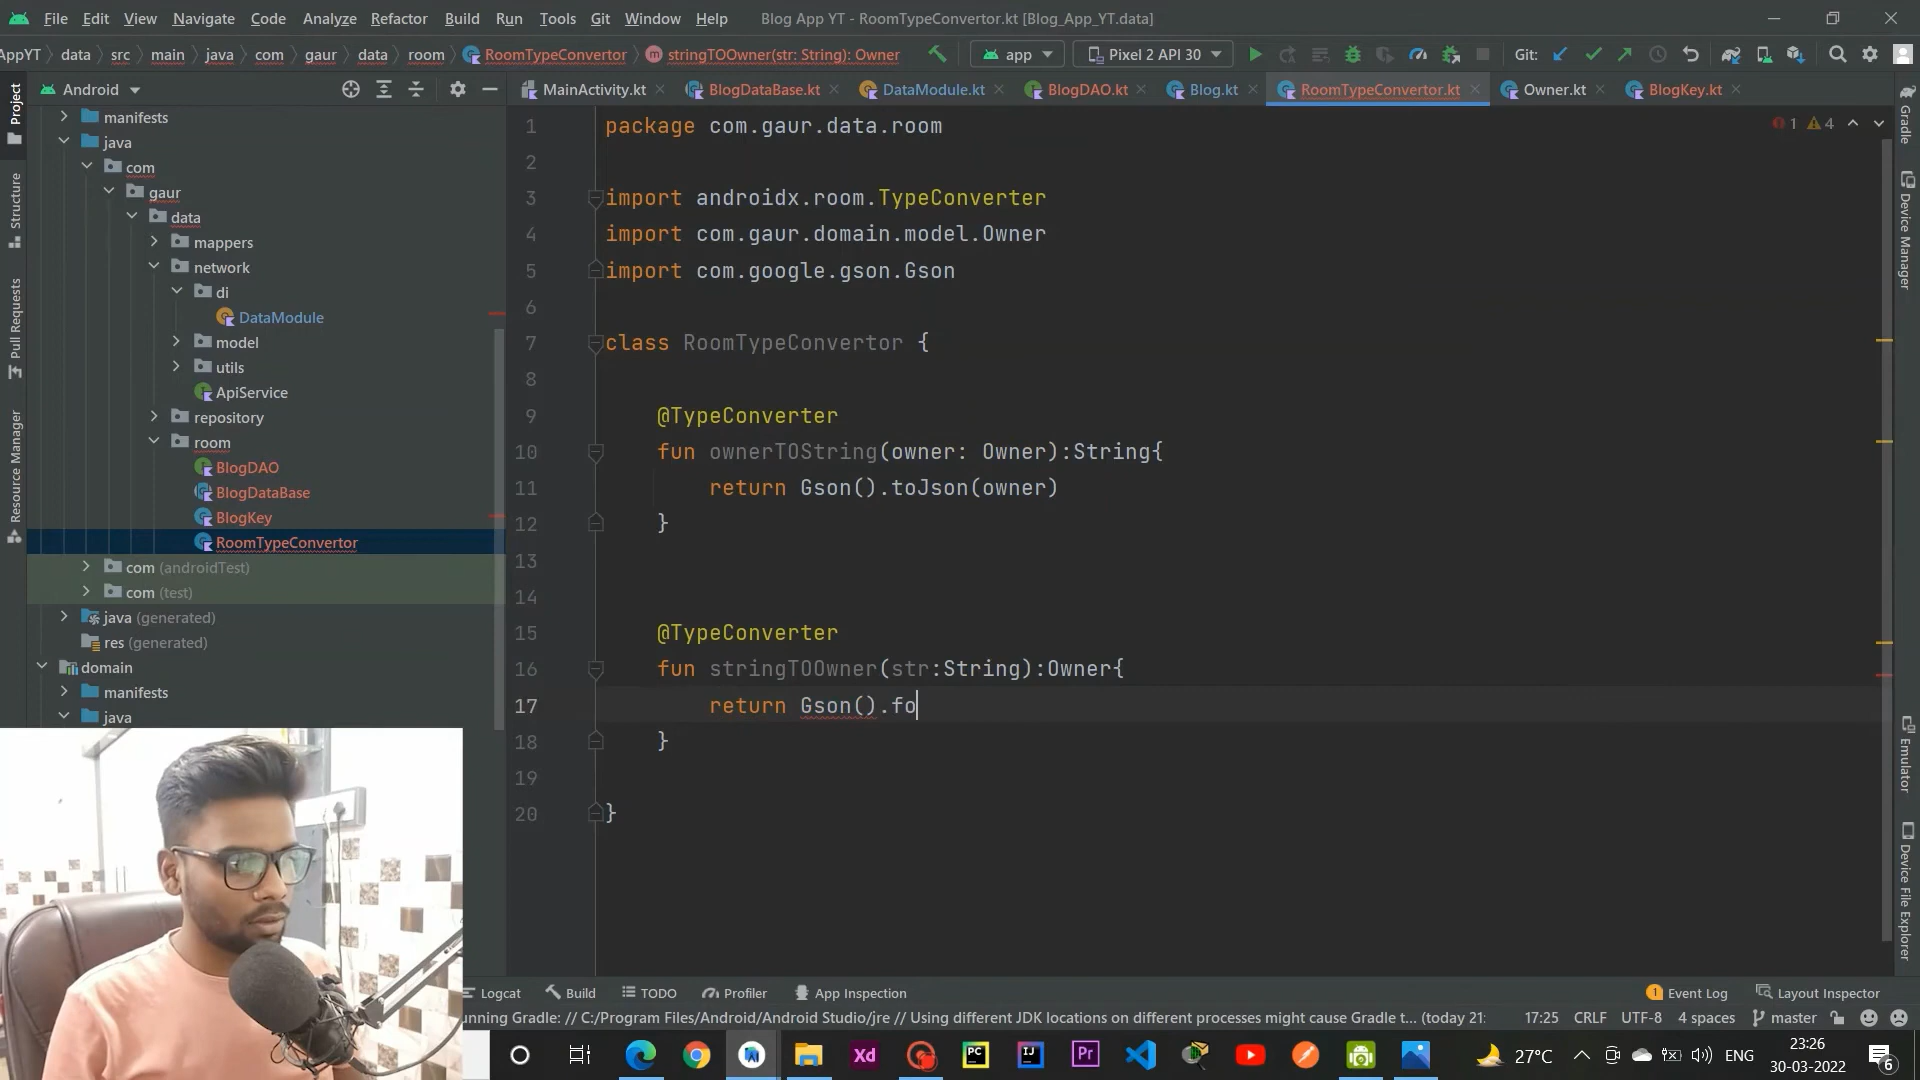 File Edit View Navigate Code Analyze Refactor Build Run Tools Git Window Help Blog App YT - RoomTypeConvertor.kt [Blog_App_YT.data]
AppYT data src main java com gaur data room RoomTypeConvertor stringTOOwner(str: String): Owner app Pixel 2 API 30 Git:
Project
Structure
Pull Requests
Resource Manager
Android
manifests
java
com
gaur
data
mappers
network
di
DataModule
model
utils
ApiService
repository
room
BlogDAO
BlogDataBase
BlogKey
RoomTypeConvertor
com (androidTest)
com (test)
java (generated)
res (generated)
domain
manifests
java
MainActivity.kt BlogDataBase.kt DataModule.kt BlogDAO.kt Blog.kt RoomTypeConvertor.kt Owner.kt BlogKey.kt
1 4
1 package com.gaur.data.room
2
3 import androidx.room.TypeConverter
4 import com.gaur.domain.model.Owner
5 import com.google.gson.Gson
6
7 class RoomTypeConvertor {
8
9 @TypeConverter
10 fun ownerTOString(owner: Owner):String{
11 return Gson().toJson(owner)
12 }
13
14
15 @TypeConverter
16 fun stringTOOwner(str:String):Owner{
17 return Gson().fo
18 }
19
20 }
Gradle
Device Manager
Emulator
Device File Explorer
Logcat Build TODO Profiler App Inspection 1 Event Log Layout Inspector
unning Gradle: // C:/Program Files/Android/Android Studio/jre // Using different JDK locations on different processes might cause Gradle t... (today 21: 17:25 CRLF UTF-8 4 spaces master
Xd PC IJ Pr 27°C ENG 23:26
30-03-2022 6